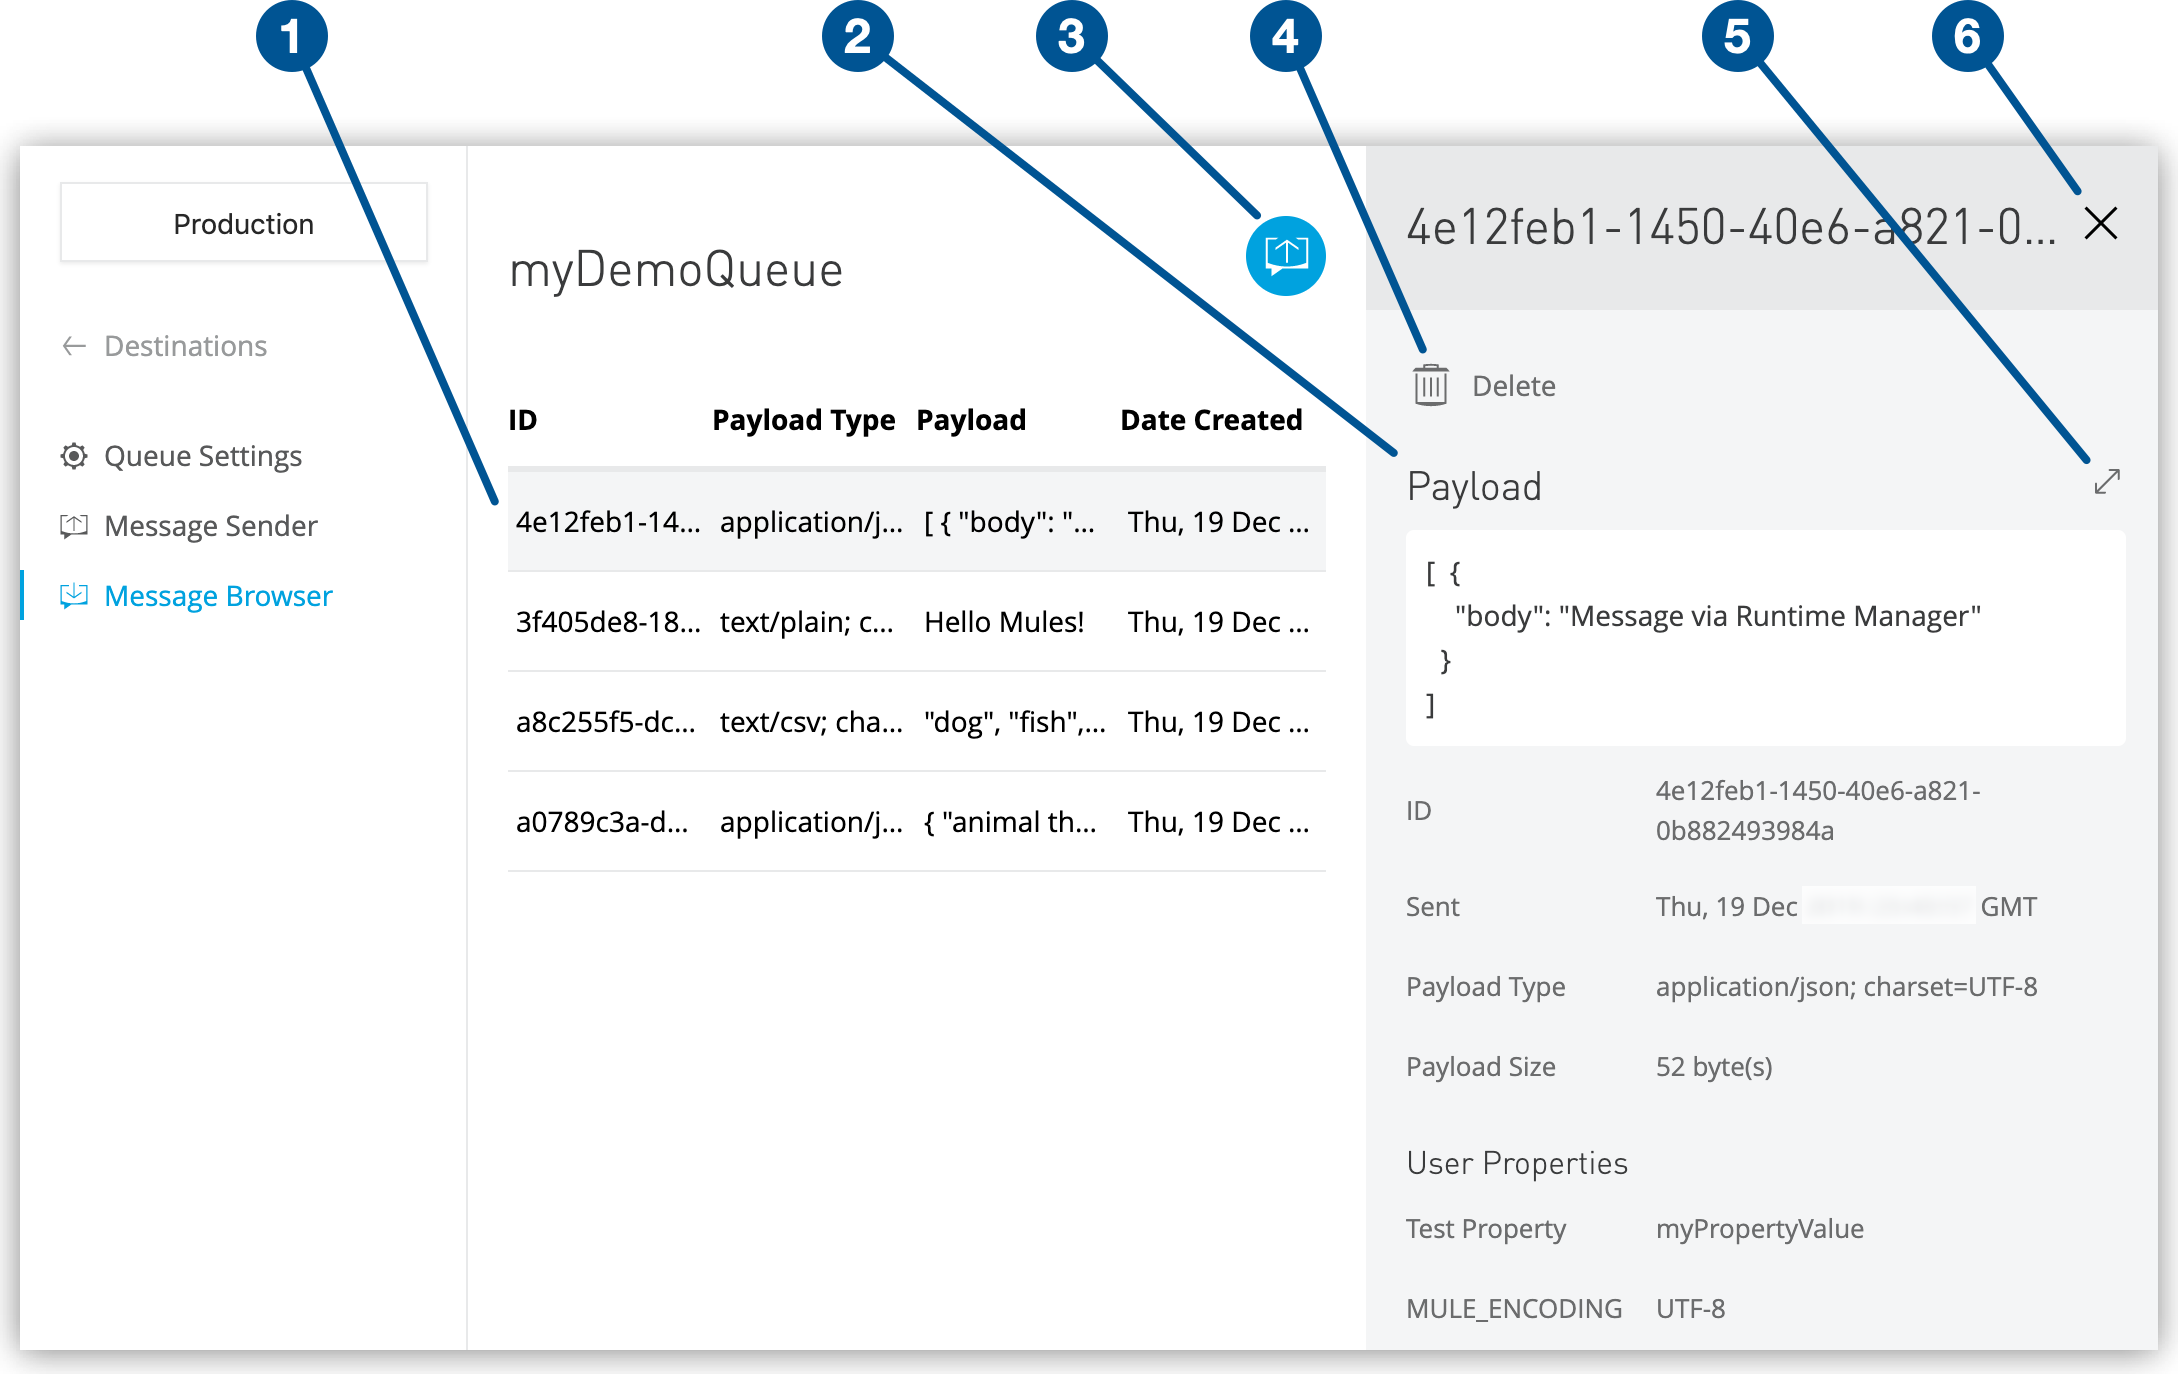 1 2 3 4 5 6
Production
Destinations
Queue Settings
Message Sender
Message Browser
myDemoQueue
ID Payload Type Payload Date Created
4e12feb1-14... application/j... [ { "body": "... Thu, 19 Dec ...
3f405de8-18... text/plain; c... Hello Mules! Thu, 19 Dec ...
a8c255f5-dc... text/csv; cha... "dog", "fish",... Thu, 19 Dec ...
a0789c3a-d... application/j... { "animal th... Thu, 19 Dec ...
4e12feb1-1450-40e6-a821-0...
Delete
Payload
[ {
"body": "Message via Runtime Manager"
}
]
ID 4e12feb1-1450-40e6-a821-
0b882493984a
Sent Thu, 19 Dec GMT
Payload Type application/json; charset=UTF-8
Payload Size 52 byte(s)
User Properties
Test Property myPropertyValue
MULE_ENCODING UTF-8